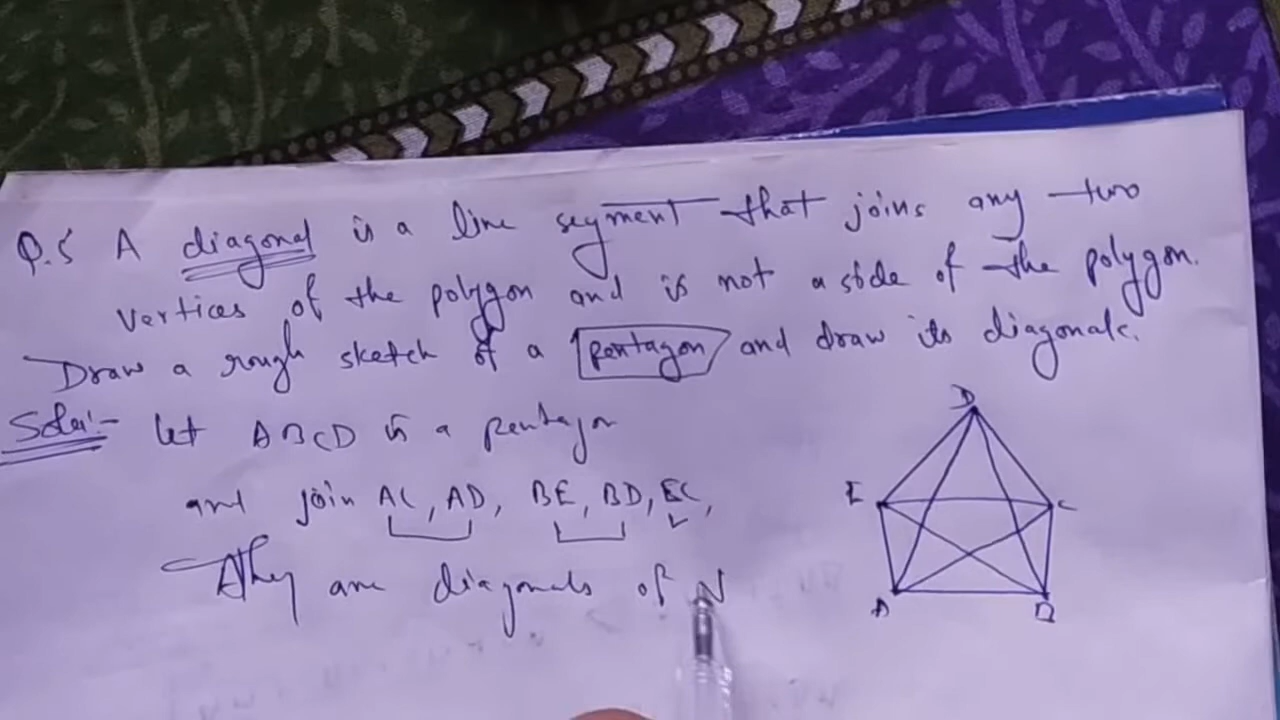 Q.5 A diagonal is a line segment that joins any two
vertices of the polygon and is not a side of the polygon.
Draw a rough sketch of a pentagon and draw its diagonals.
Soln:- let ABCD is a pentagon
and join AC, AD, BE, BD, EC,
They are diagonals of
D
E
C
A
B